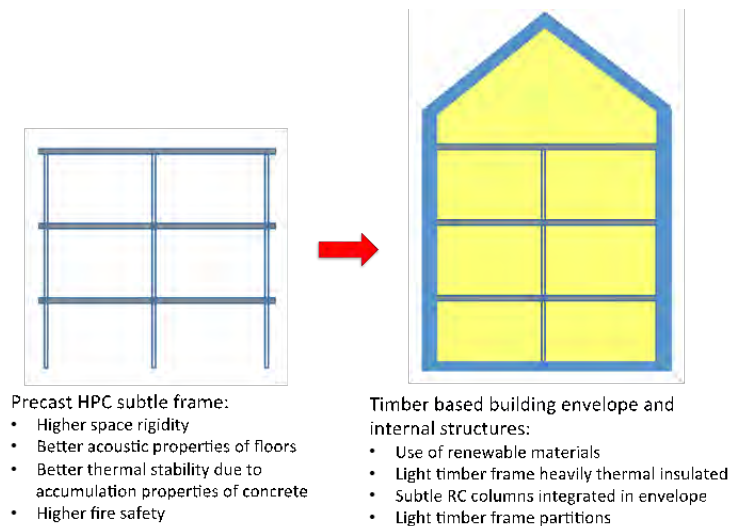 Precast HPC subtle frame:
• Higher space rigidity
• Better acoustic properties of floors
• Better thermal stability due to
accumulation properties of concrete
• Higher fire safety
Timber based building envelope and
internal structures:
• Use of renewable materials
• Light timber frame heavily thermal insulated
• Subtle RC columns integrated in envelope
• Light timber frame partitions